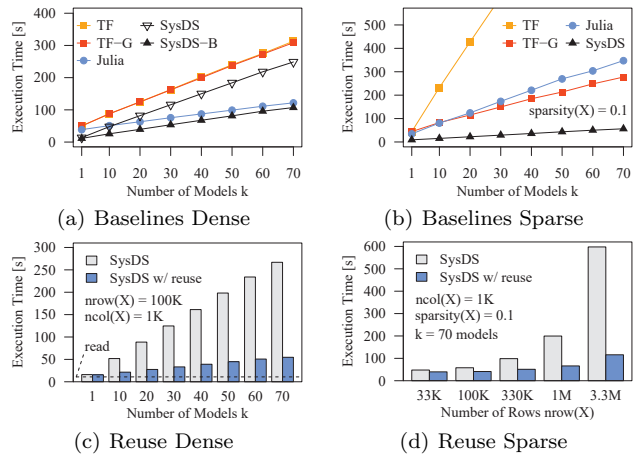 Execution Time [s]
400
300
200
100
0
TF
TF-G
Julia
SysDS
SysDS-B
1 10 20 30 40 50 60 70
Number of Models k
(a) Baselines Dense
Execution Time [s]
500
400
300
200
100
0
TF
TF-G
Julia
SysDS
sparsity(X) = 0.1
1 10 20 30 40 50 60 70
Number of Models k
(b) Baselines Sparse
Execution Time [s]
300
250
200
150
100
50
0
SysDS
SysDS w/ reuse
nrow(X) = 100K
ncol(X) = 1K
read
1 10 20 30 40 50 60 70
Number of Models k
(c) Reuse Dense
Execution Time [s]
600
500
400
300
200
100
0
SysDS
SysDS w/ reuse
ncol(X) = 1K
sparsity(X) = 0.1
k = 70 models
33K 100K 330K 1M 3.3M
Number of Rows nrow(X)
(d) Reuse Sparse